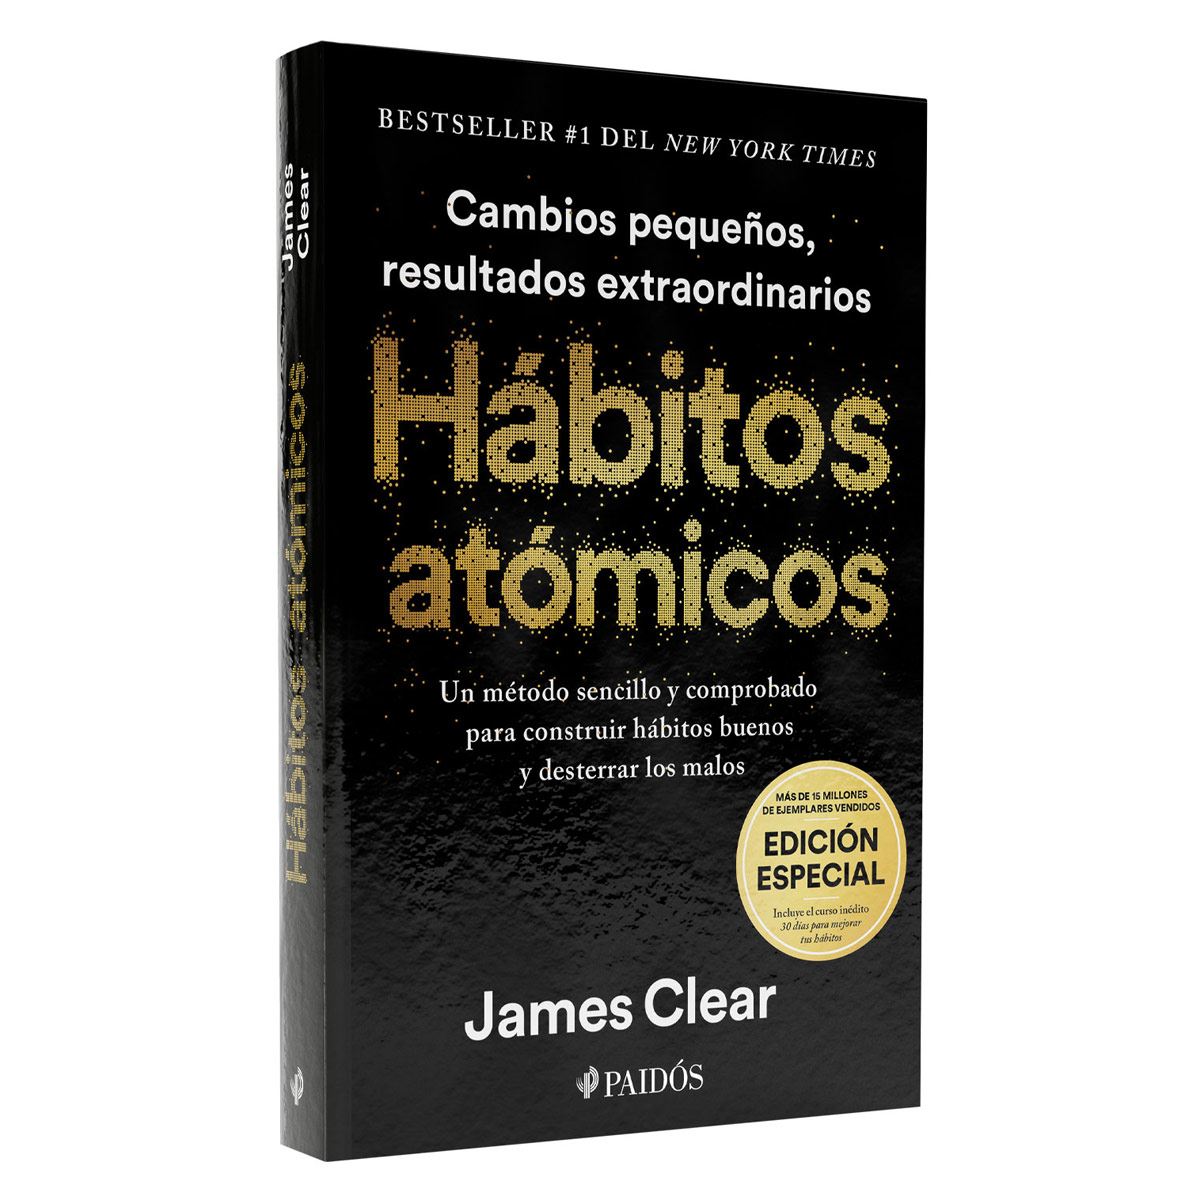 BESTSELLER #1 DEL NEW YORK TIMES
Cambios pequeños,
resultados extraordinarios
Hábitos
atómicos
Un método sencillo y comprobado
para construir hábitos buenos
y desterrar los malos
MÁS DE 15 MILLONES
DE EJEMPLARES VENDIDOS
EDICIÓN
ESPECIAL
Incluye el curso inédito
30 días para mejorar
tus hábitos
James Clear
PAIDÓS
James
Clear
Hábitos atómicos